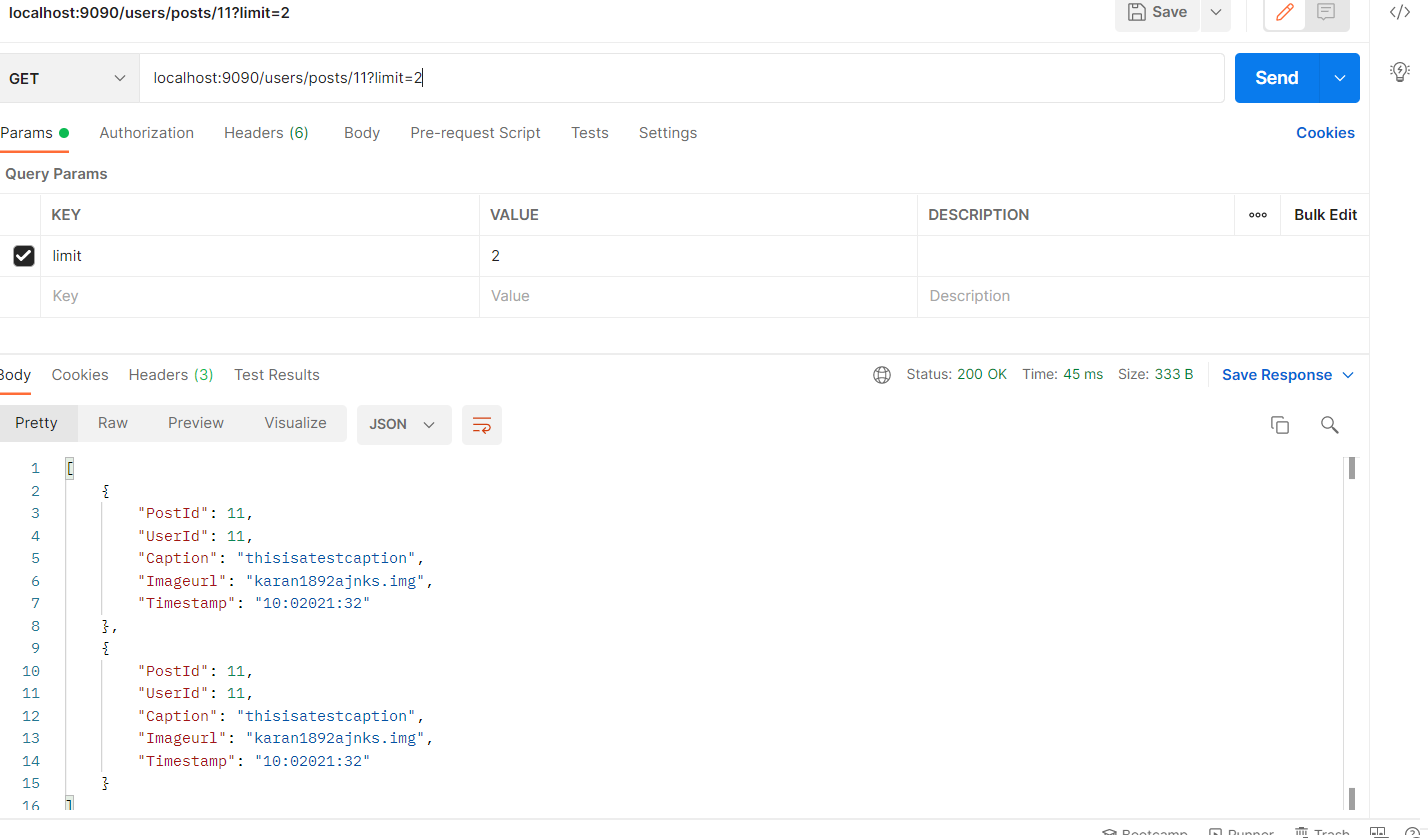 localhost:9090/users/posts/11?limit=2
Save
GET
localhost:9090/users/posts/11?limit=2
Send
Params Authorization Headers (6) Body Pre-request Script Tests Settings Cookies
Query Params
KEY VALUE DESCRIPTION ooo Bulk Edit
limit 2
Key Value Description
Body Cookies Headers (3) Test Results Status: 200 OK Time: 45 ms Size: 333 B Save Response
Pretty Raw Preview Visualize JSON
1 [
2 {
3 "PostId": 11,
4 "UserId": 11,
5 "Caption": "thisisatestcaption",
6 "Imageurl": "karan1892ajnks.img",
7 "Timestamp": "10:02021:32"
8 },
9 {
10 "PostId": 11,
11 "UserId": 11,
12 "Caption": "thisisatestcaption",
13 "Imageurl": "karan1892ajnks.img",
14 "Timestamp": "10:02021:32"
15 }
16 ]
Bootcamp Runner Trash